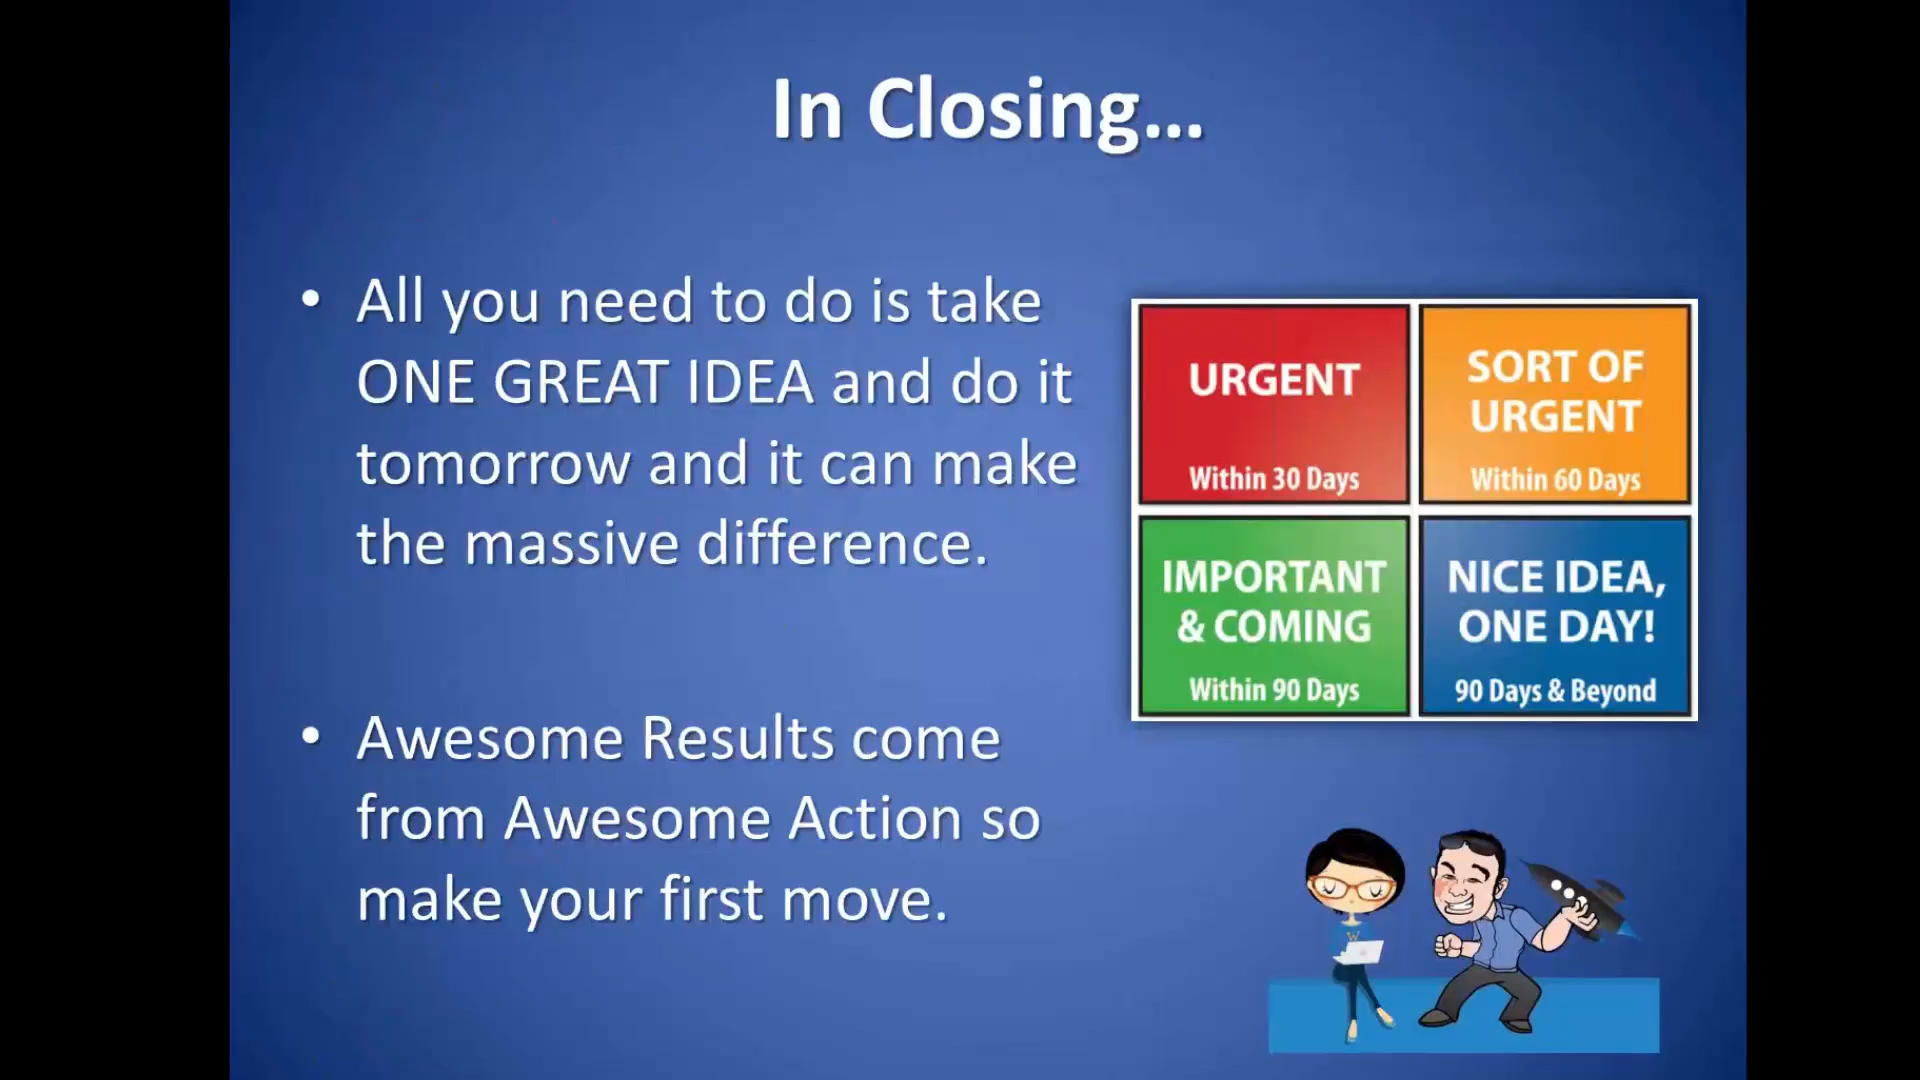 In Closing...
• All you need to do is take
ONE GREAT IDEA and do it
tomorrow and it can make
the massive difference.
• Awesome Results come
from Awesome Action so
make your first move.
URGENT
Within 30 Days
SORT OF
URGENT
Within 60 Days
IMPORTANT
& COMING
Within 90 Days
NICE IDEA,
ONE DAY!
90 Days & Beyond
W